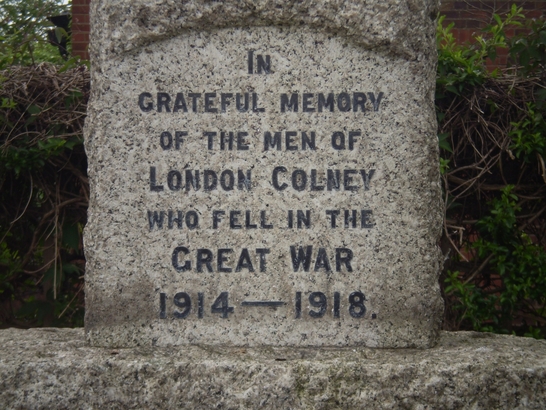 In
GRATEFUL MEMORY
OF THE MEN OF
LONDON COLNEY
WHO FELL IN THE
GREAT WAR
1914—1918.